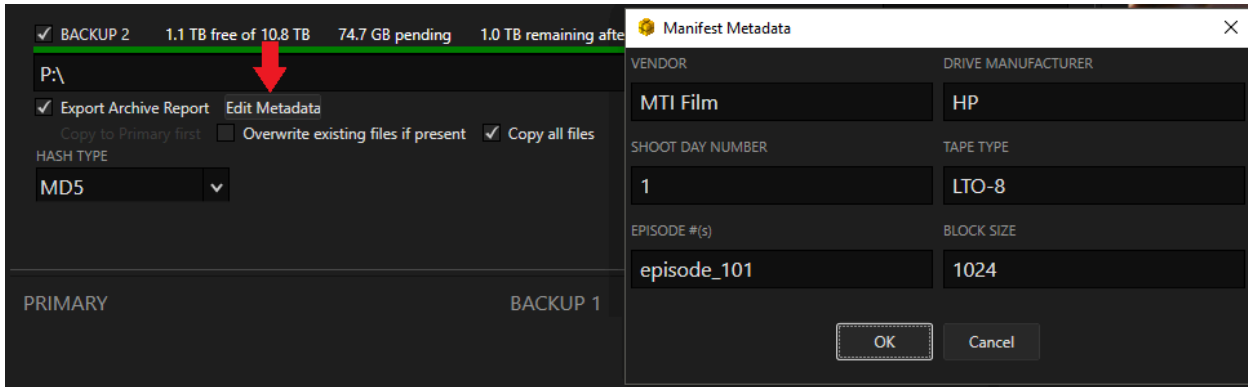 BACKUP 2 1.1 TB free of 10.8 TB 74.7 GB pending 1.0 TB remaining afte
P:\
Export Archive Report Edit Metadata
Copy to Primary first Overwrite existing files if present Copy all files
HASH TYPE
MD5
PRIMARY BACKUP 1
Manifest Metadata
VENDOR DRIVE MANUFACTURER
MTI Film HP
SHOOT DAY NUMBER TAPE TYPE
1 LTO-8
EPISODE #(s) BLOCK SIZE
episode_101 1024
OK Cancel